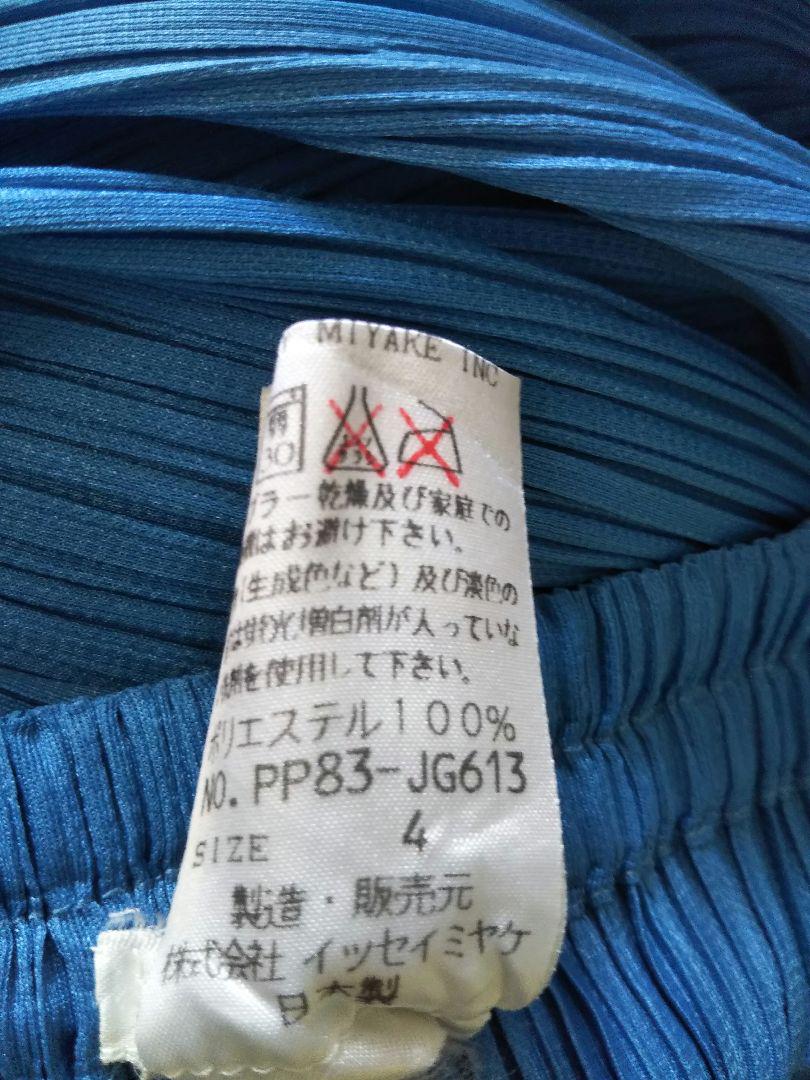 MIYAKE INC
弱
30
ラー乾燥及び家庭での
はお避け下さい。
(生成色など)及び淡色の
は蛍光増白剤が入っていな
剤を使用して下さい。
ポリエステル100%
NO. PP83-JG613
SIZE 4
製造・販売元
株式会社 イッセイミヤケ
日本製